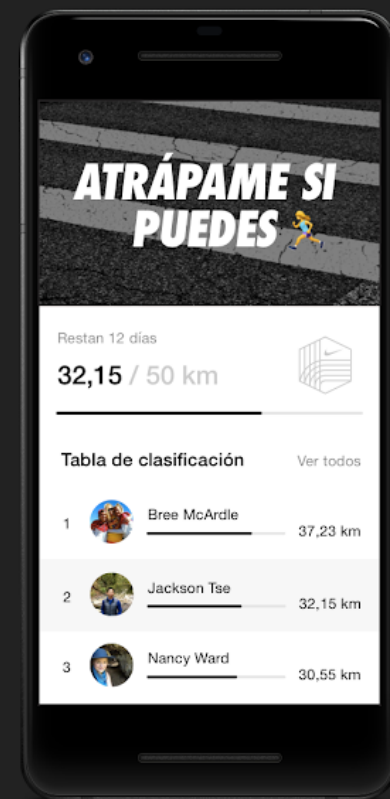 ATRÁPAME SI
PUEDES🏃‍♀️
Restan 12 días
32,15 / 50 km
Tabla de clasificación
Ver todos
1
Bree McArdle
37,23 km
2
Jackson Tse
32,15 km
3
Nancy Ward
30,55 km